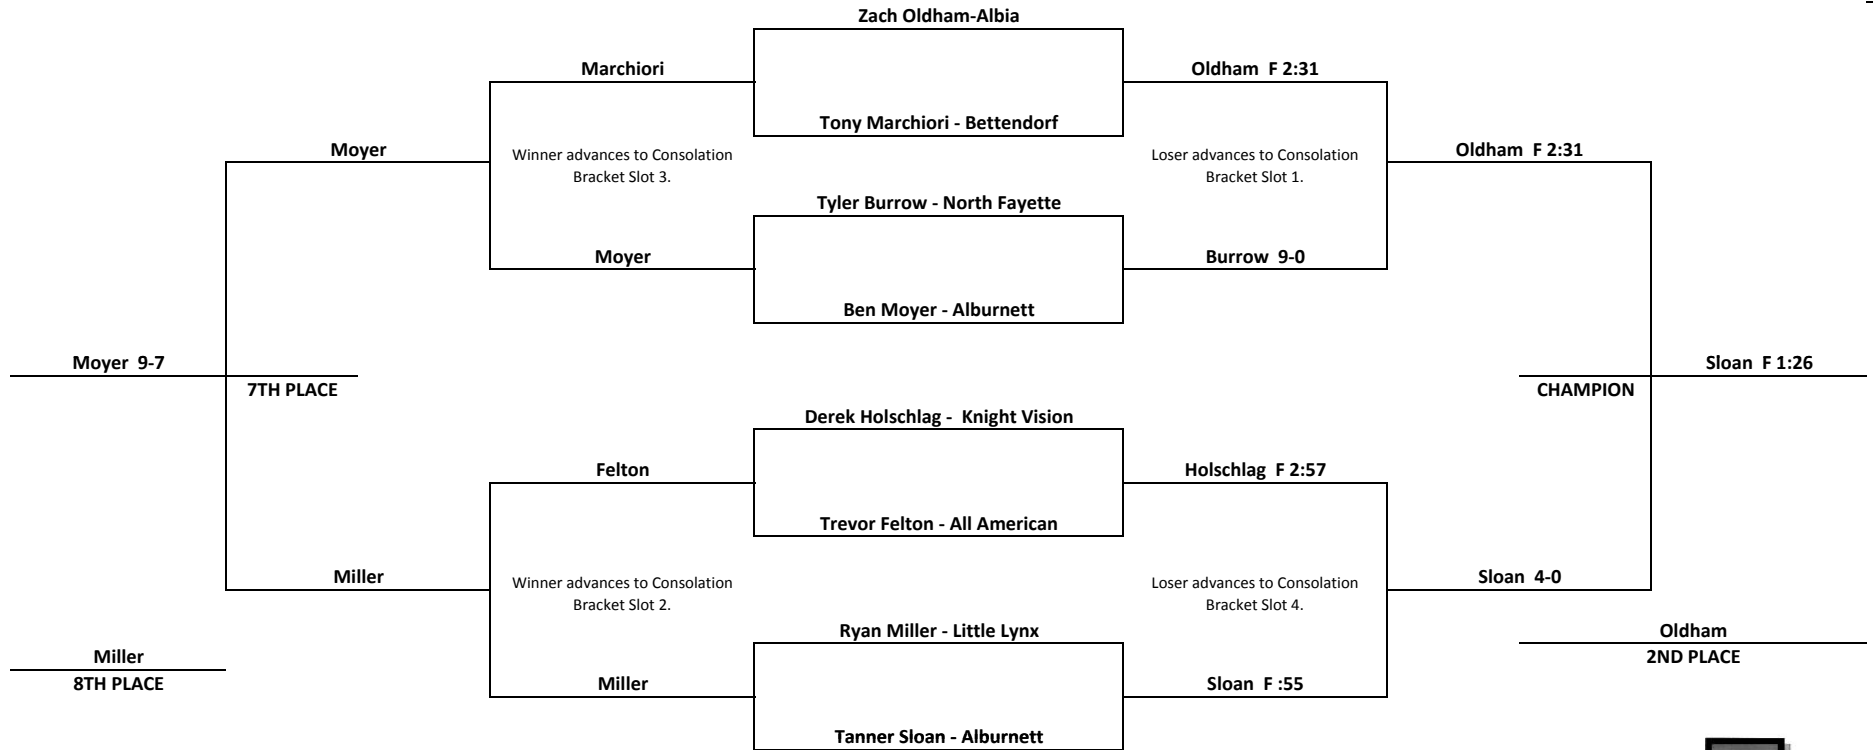 Zach Oldham-Albia
Marchiori
Oldham F 2:31
Tony Marchiori - Bettendorf
Moyer
Winner advances to Consolation
Bracket Slot 3.
Loser advances to Consolation
Bracket Slot 1.
Oldham F 2:31
Tyler Burrow - North Fayette
Moyer
Burrow 9-0
Ben Moyer - Alburnett
Moyer 9-7
7TH PLACE
Sloan F 1:26
CHAMPION
Derek Holschlag - Knight Vision
Felton
Holschlag F 2:57
Trevor Felton - All American
Miller
Winner advances to Consolation
Bracket Slot 2.
Loser advances to Consolation
Bracket Slot 4.
Sloan 4-0
Ryan Miller - Little Lynx
Oldham
2ND PLACE
Miller
8TH PLACE
Miller
Sloan F :55
Tanner Sloan - Alburnett